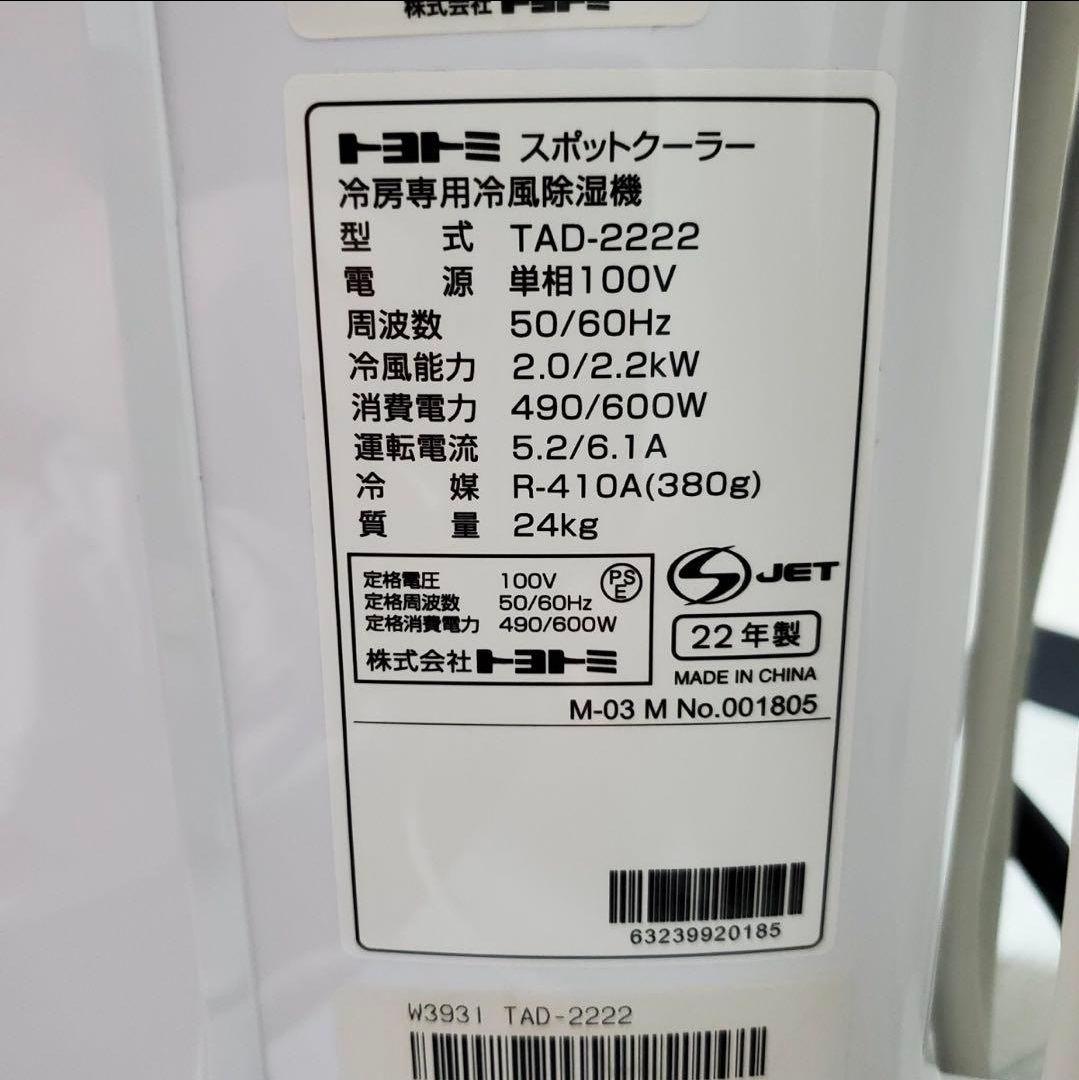 株式会社トヨトミ
トヨトミ スポットクーラー
冷房専用冷風除湿機
型 式 TAD-2222
電 源 単相100V
周波数 50/60Hz
冷風能力 2.0/2.2kW
消費電力 490/600W
運転電流 5.2/6.1A
冷 媒 R-410A(380g)
質 量 24kg
定格電圧 100V
定格周波数 50/60Hz
定格消費電力 490/600W
株式会社トヨトミ
PSE
S JET
22年製
MADE IN CHINA
M-03 M No.001805
63239920185
W3931 TAD-2222